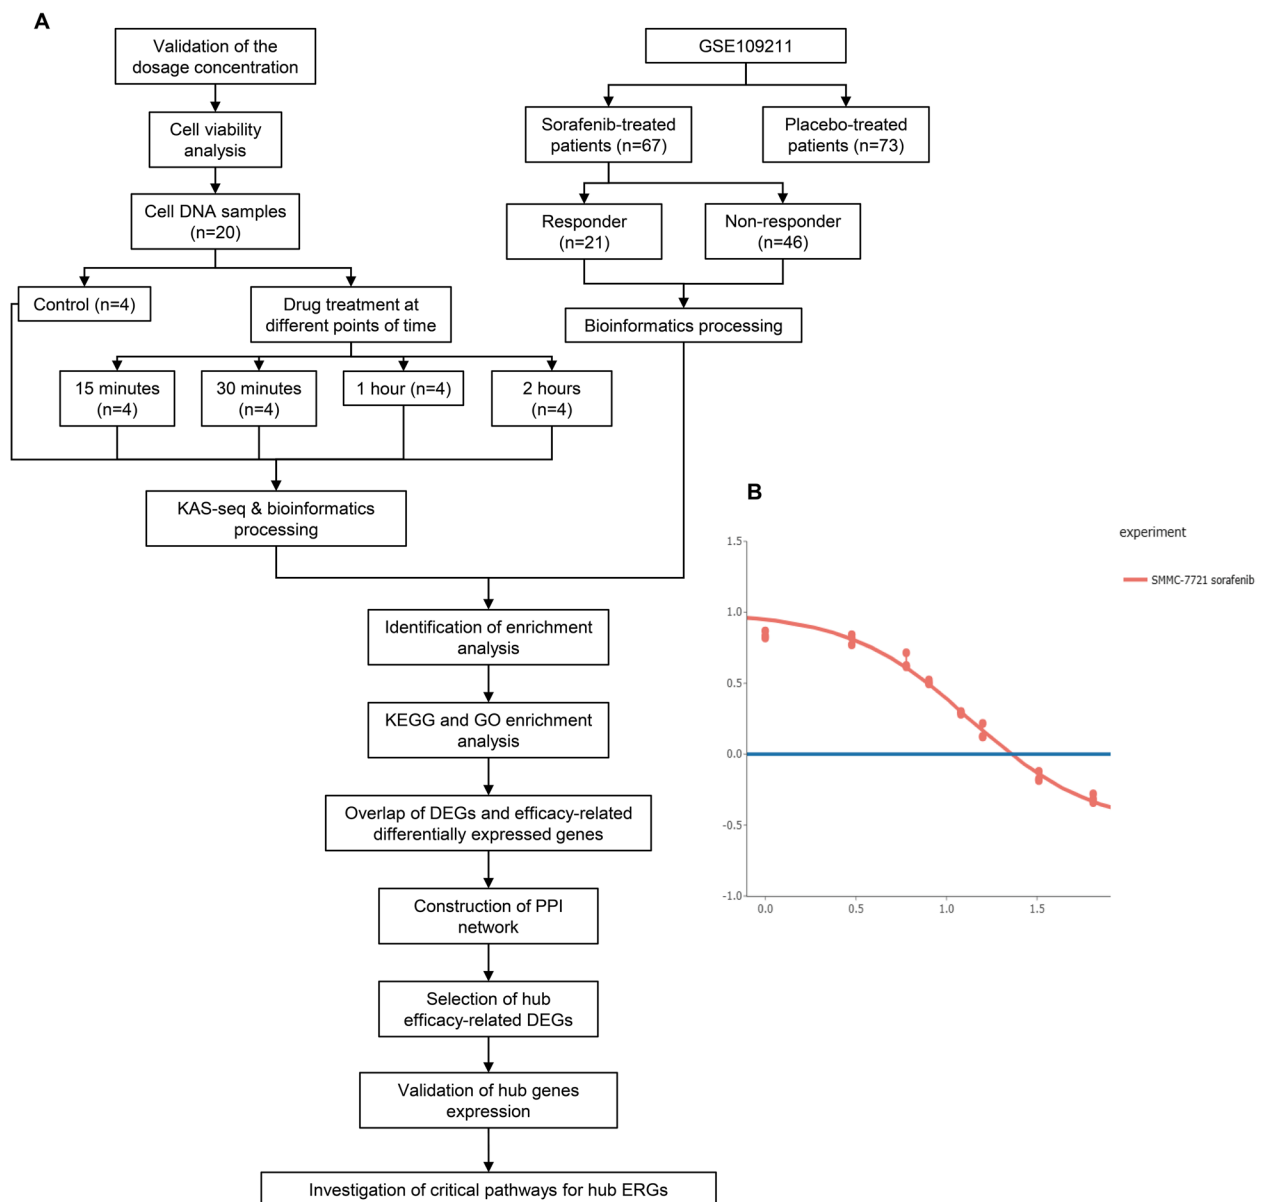 A
Validation of the
dosage concentration
Cell viability
analysis
Cell DNA samples
(n=20)
Control (n=4)
Drug treatment at
different points of time
15 minutes
(n=4)
30 minutes
(n=4)
1 hour (n=4)
2 hours
(n=4)
KAS-seq & bioinformatics
processing
GSE109211
Sorafenib-treated
patients (n=67)
Placebo-treated
patients (n=73)
Responder
(n=21)
Non-responder
(n=46)
Bioinformatics processing
Identification of enrichment
analysis
KEGG and GO enrichment
analysis
Overlap of DEGs and efficacy-related
differentially expressed genes
Construction of PPI
network
Selection of hub
efficacy-related DEGs
Validation of hub genes
expression
Investigation of critical pathways for hub ERGs
B
experiment
SMMC-7721 sorafenib
1.5
1.0
0.5
0.0
-0.5
-1.0
0.0
0.5
1.0
1.5